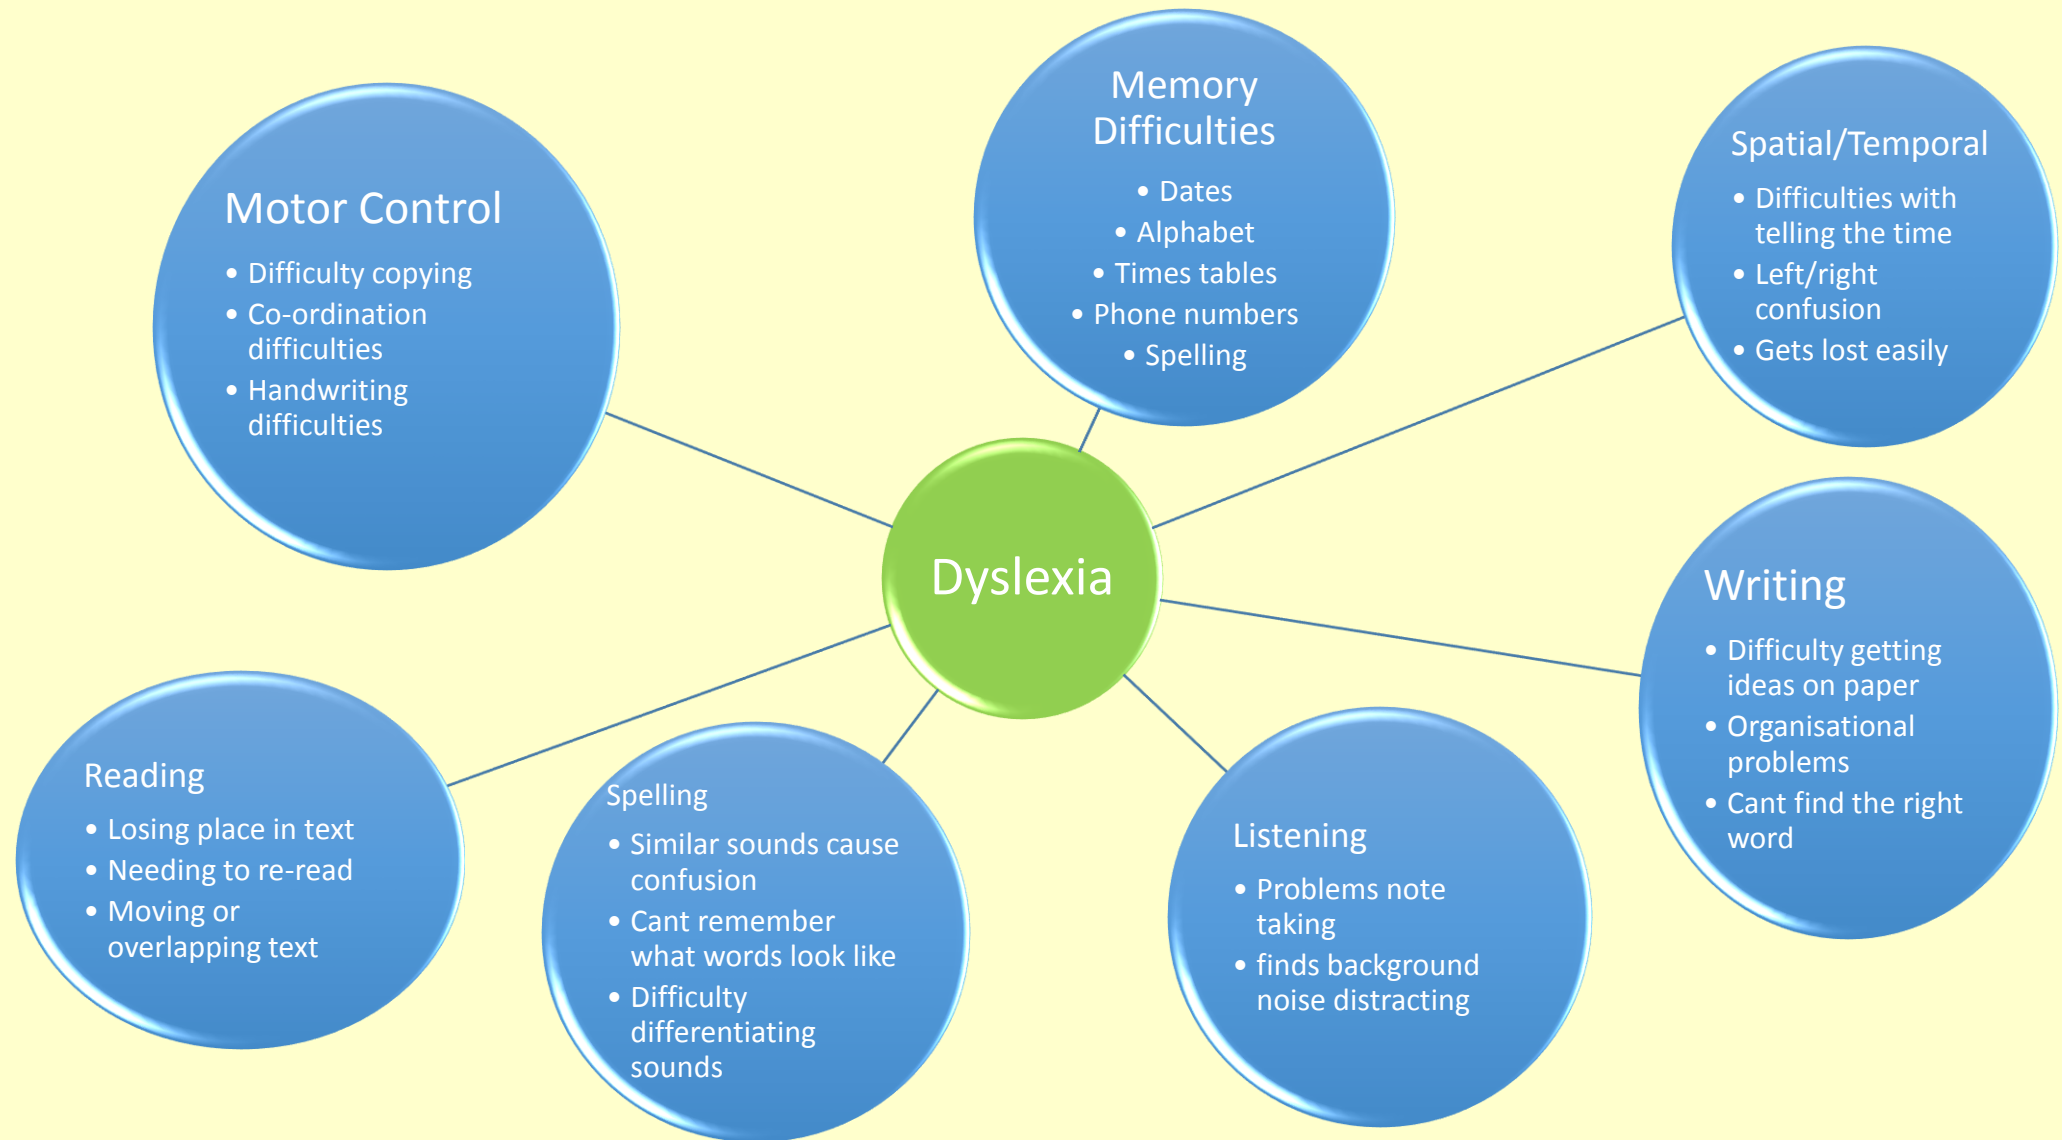 Motor Control
• Difficulty copying
• Co-ordination
difficulties
• Handwriting
difficulties
Memory
Difficulties
• Dates
• Alphabet
• Times tables
• Phone numbers
• Spelling
Spatial/Temporal
• Difficulties with
telling the time
• Left/right
confusion
• Gets lost easily
Dyslexia
Writing
• Difficulty getting
ideas on paper
• Organisational
problems
• Cant find the right
word
Reading
• Losing place in text
• Needing to re-read
• Moving or
overlapping text
Spelling
• Similar sounds cause
confusion
• Cant remember
what words look like
• Difficulty
differentiating
sounds
Listening
• Problems note
taking
• finds background
noise distracting